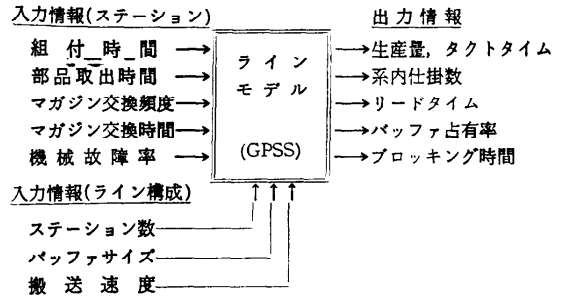 入力情報(ステーション)
組付時間
部品取出時間
マガジン交換頻度
マガジン交換時間
機械故障率
ライン
モデル
(GPSS)
出力情報
生産量,タクトタイム
系内仕掛数
リードタイム
バッファ占有率
ブロッキング時間
入力情報(ライン構成)
ステーション数
バッファサイズ
搬送速度